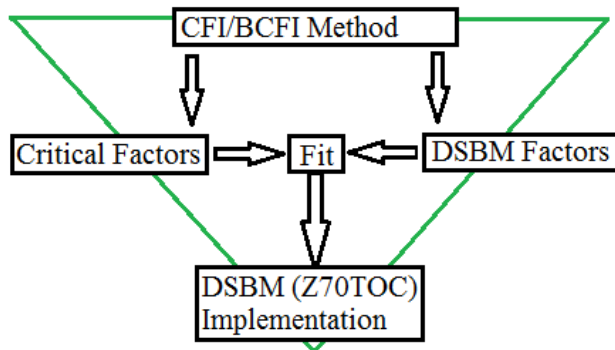 CFI/BCFI Method
Critical Factors
Fit
DSBM Factors
DSBM (Z70TOC)
Implementation